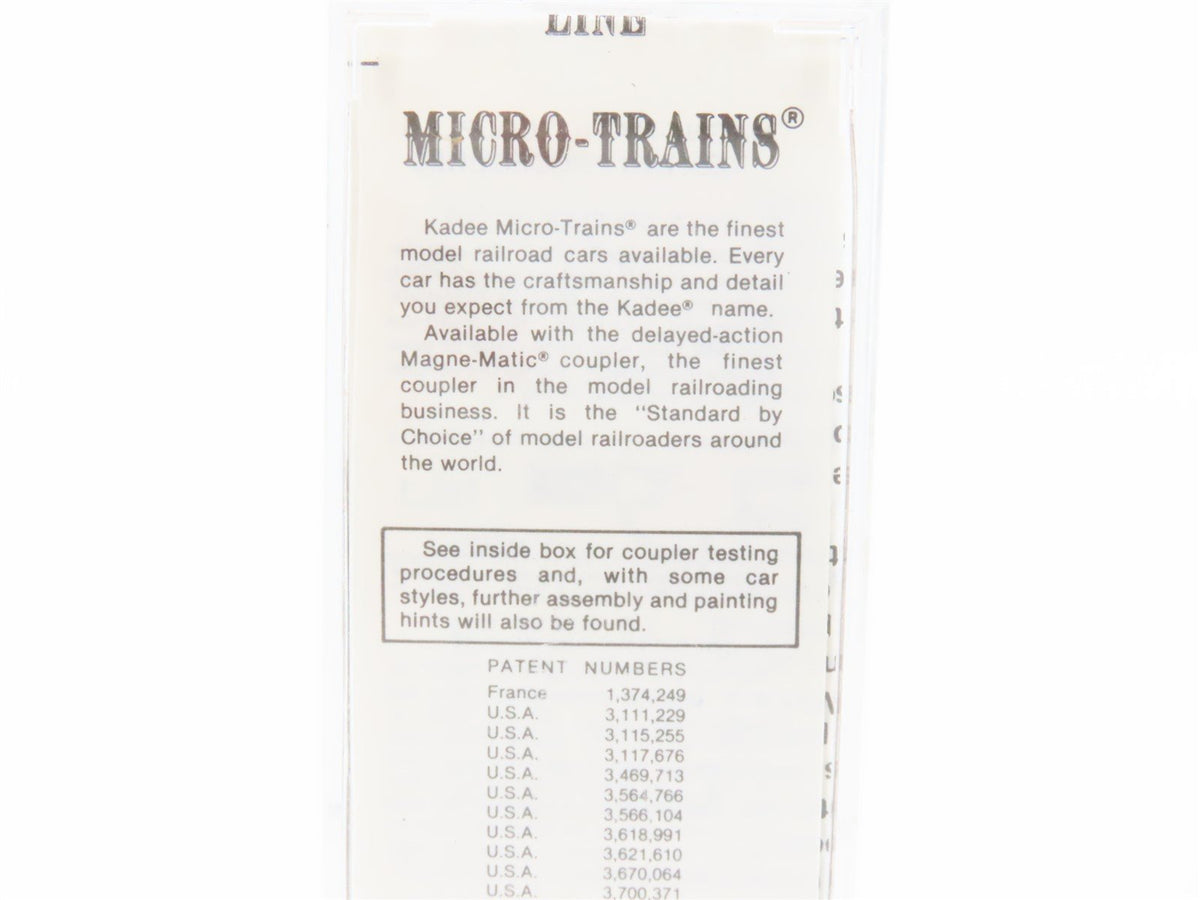 LINE
MICRO-TRAINS®
Kadee Micro-Trains® are the finest
model railroad cars available. Every
car has the craftsmanship and detail
you expect from the Kadee® name.
Available with the delayed-action
Magne-Matic® coupler, the finest
coupler in the model railroading
business. It is the "Standard by
Choice" of model railroaders around
the world.
See inside box for coupler testing
procedures and, with some car
styles, further assembly and painting
hints will also be found.
PATENT NUMBERS
France 1,374,249
U.S.A. 3,111,229
U.S.A. 3,115,255
U.S.A. 3,117,676
U.S.A. 3,469,713
U.S.A. 3,564,766
U.S.A. 3,566,104
U.S.A. 3,618,991
U.S.A. 3,621,610
U.S.A. 3,670,064
U.S.A. 3,700,371